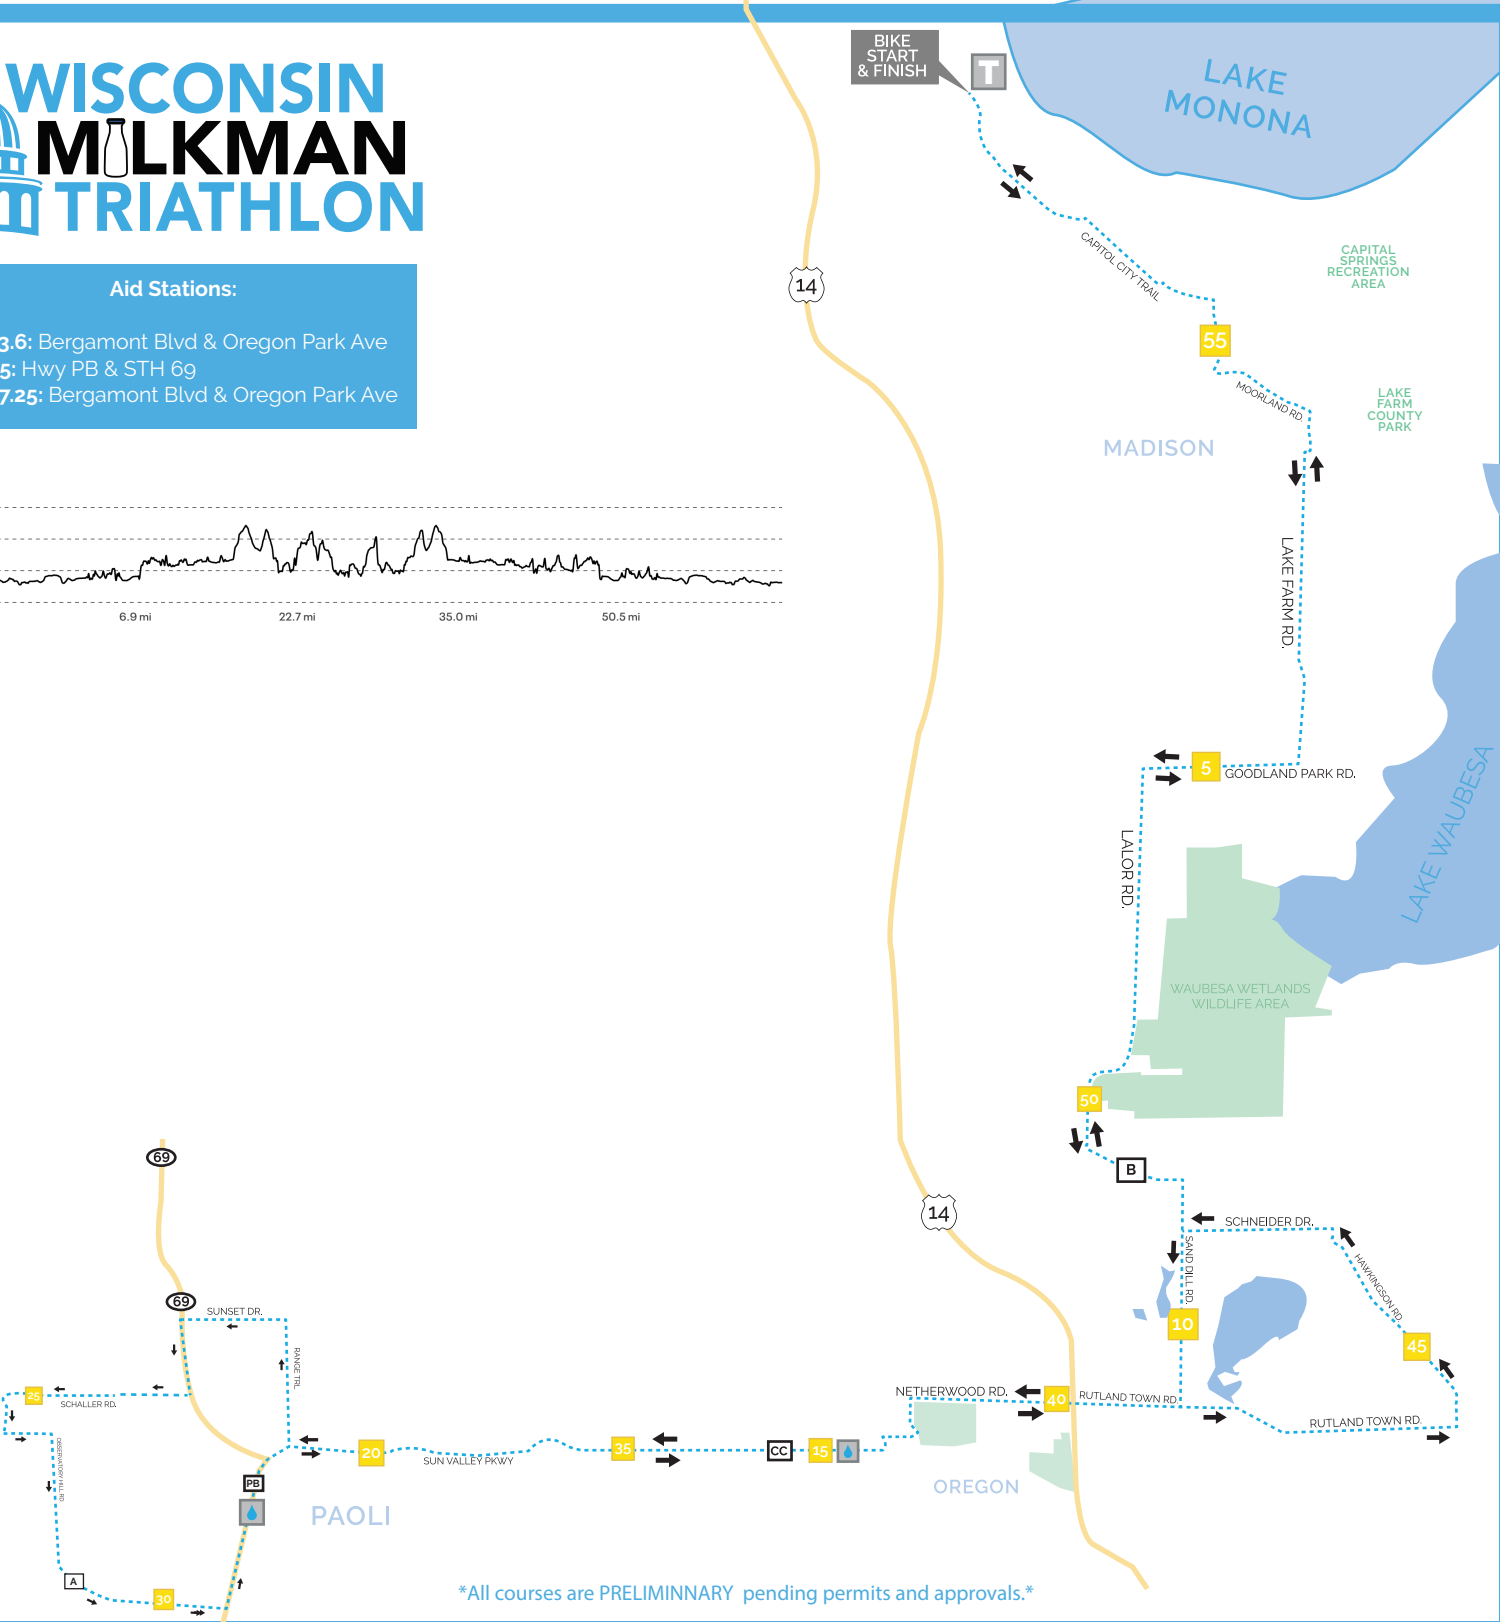 WISCONSIN
MILKMAN
TRIATHLON
Aid Stations:
3.6: Bergamont Blvd & Oregon Park Ave
5: Hwy PB & STH 69
7.25: Bergamont Blvd & Oregon Park Ave
6.9 mi
22.7 mi
35.0 mi
50.5 mi
BIKE
START
& FINISH
T
LAKE
MONONA
14
CAPITOL CITY TRAIL
CAPITAL
SPRINGS
RECREATION
AREA
55
MOORLAND RD.
LAKE
FARM
COUNTY
PARK
MADISON
LAKE FARM RD.
5
GOODLAND PARK RD.
LAKE WAUBESA
LALOR RD.
WAUBESA WETLANDS
WILDLIFE AREA
50
B
14
SCHNEIDER DR.
SAND DILL RD.
HAWKINGSON RD.
10
45
69
69
SUNSET DR.
RANGE TRL
25
SCHALLER RD.
NETHERWOOD RD.
40
RUTLAND TOWN RD.
RUTLAND TOWN RD.
OBSERVATORY HILL RD.
20
SUN VALLEY PKWY
35
CC
15
PB
OREGON
PAOLI
A
30
*All courses are PRELIMINNARY pending permits and approvals.*